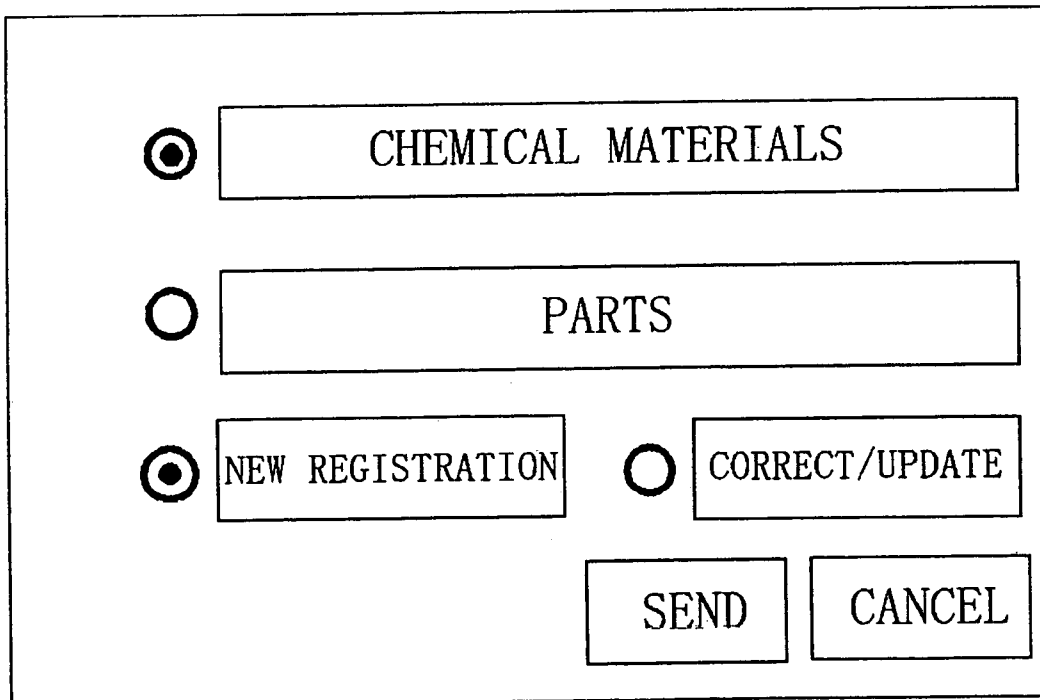 CHEMICAL MATERIALS
PARTS
NEW REGISTRATION CORRECT/UPDATE
SEND CANCEL